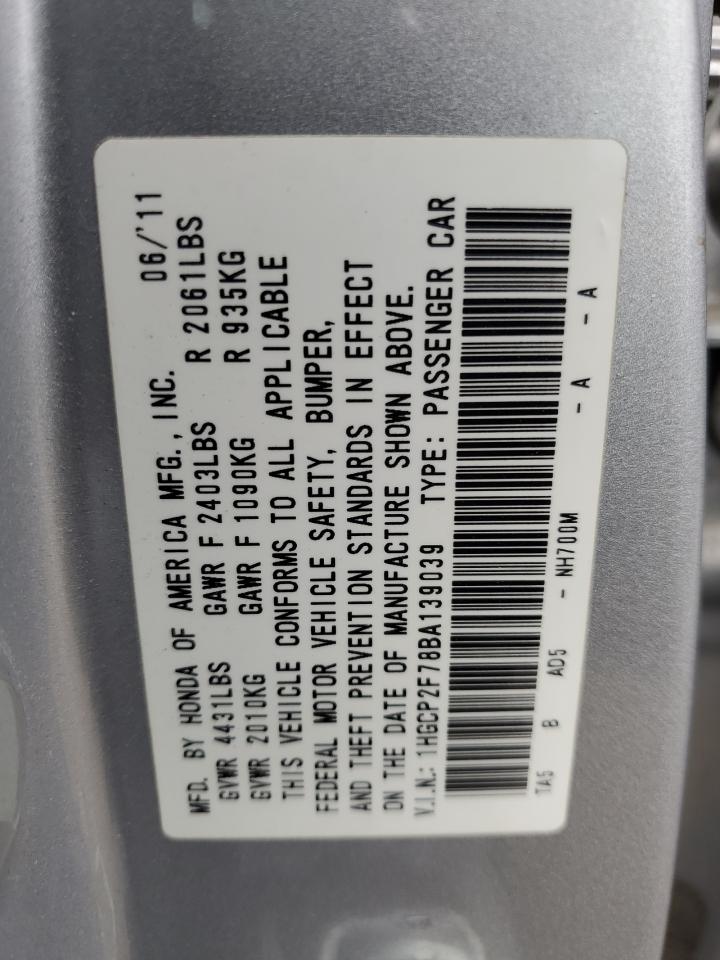 MFD. BY HONDA OF AMERICA MFG., INC. 06/'11
GVWR 4431LBS GAWR F 2403LBS R 2061LBS
GVWR 2010KG GAWR F 1090KG R 935KG
THIS VEHICLE CONFORMS TO ALL APPLICABLE
FEDERAL MOTOR VEHICLE SAFETY, BUMPER,
AND THEFT PREVENTION STANDARDS IN EFFECT
ON THE DATE OF MANUFACTURE SHOWN ABOVE.
V.I.N.: 1HGCP2F78BA139039 TYPE: PASSENGER CAR
TA5 B AD5 - NH700M - A - A